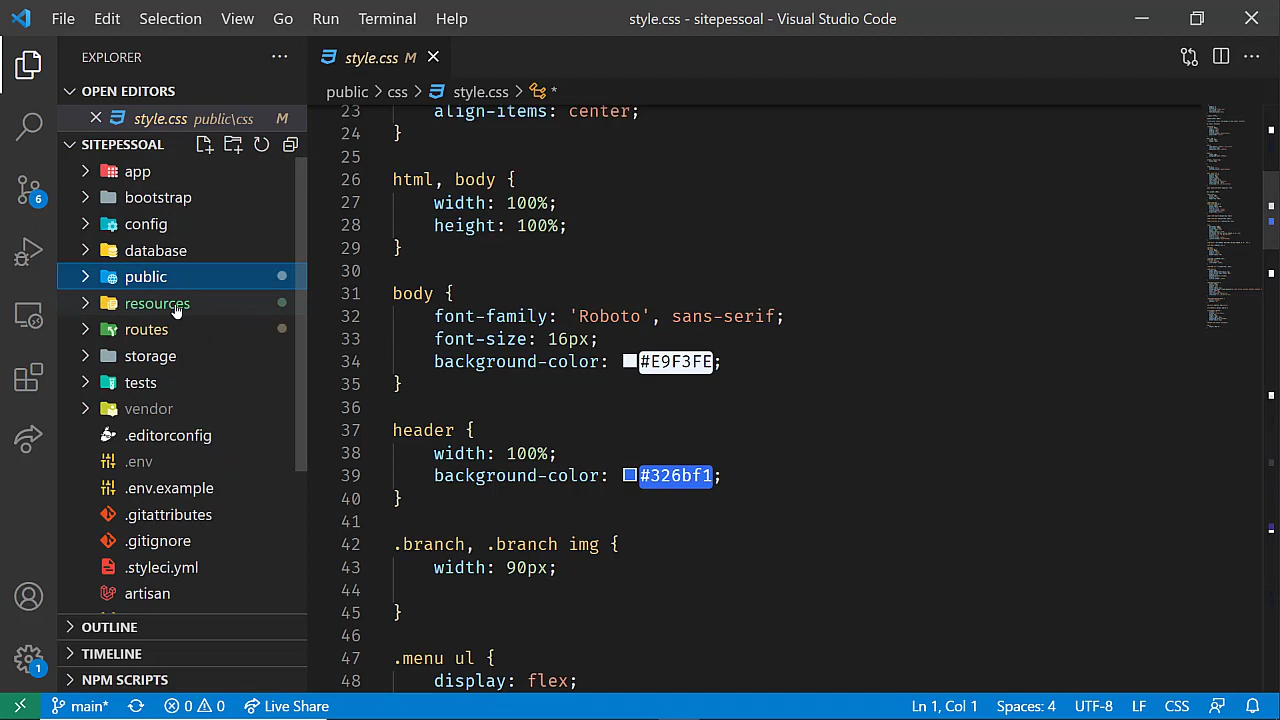 File Edit Selection View Go Run Terminal Help
style.css - sitepessoal - Visual Studio Code
EXPLORER
OPEN EDITORS
style.css public\css M
SITEPESSOAL
app
bootstrap
config
database
public
resources
routes
storage
tests
vendor
.editorconfig
.env
.env.example
.gitattributes
.gitignore
.styleci.yml
artisan
OUTLINE
TIMELINE
NPM SCRIPTS
6
1
style.css M
public > css > style.css > *
23 align-items: center;
24 }
25
26 html, body {
27 width: 100%;
28 height: 100%;
29 }
30
31 body {
32 font-family: 'Roboto', sans-serif;
33 font-size: 16px;
34 background-color: #E9F3FE;
35 }
36
37 header {
38 width: 100%;
39 background-color: #326bf1;
40 }
41
42 .branch, .branch img {
43 width: 90px;
44
45 }
46
47 .menu ul {
48 display: flex;
main* 0 0 Live Share
Ln 1, Col 1 Spaces: 4 UTF-8 LF CSS